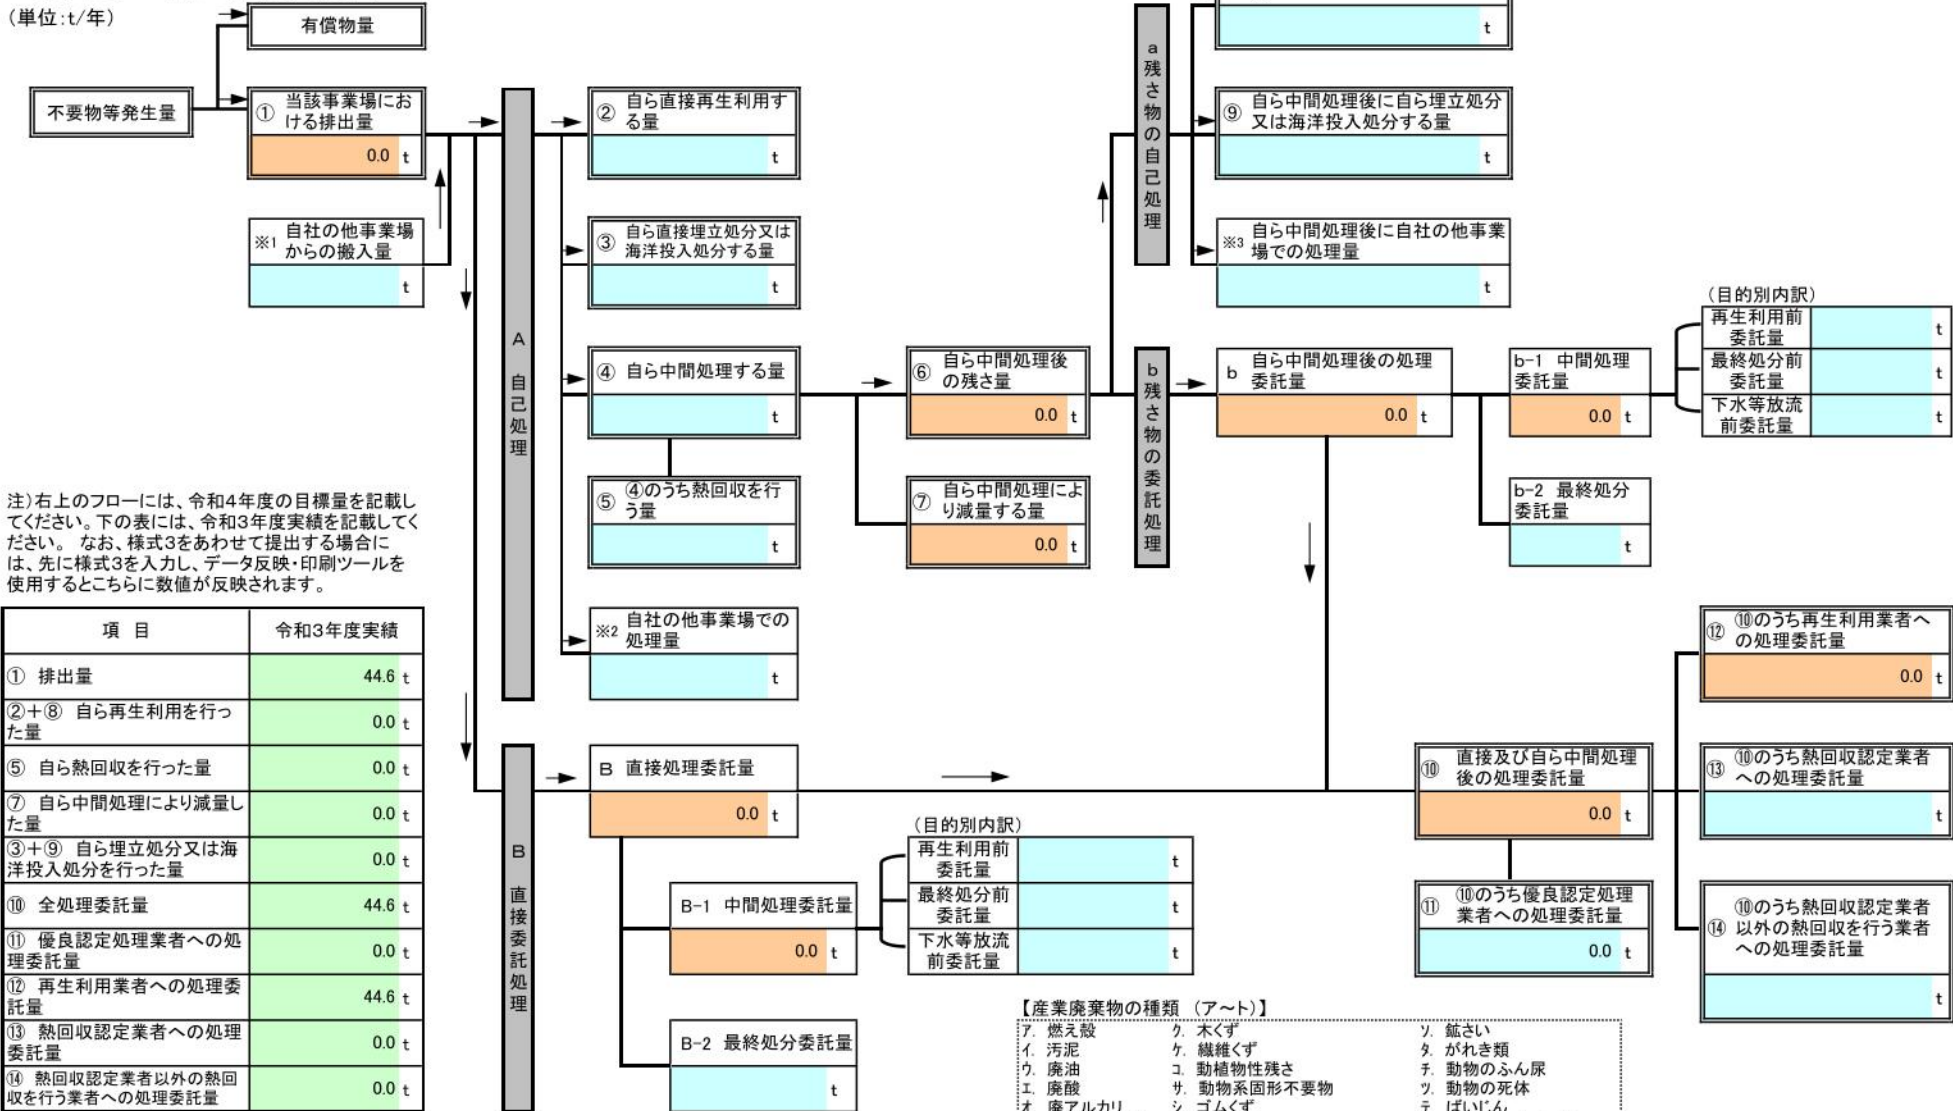 (単位:t/年)
有償物量
t
不要物等発生量
① 当該事業場にお
ける排出量
0.0 t
※1 自社の他事業場
からの搬入量
t
A 自己処理
② 自ら直接再生利用す
る量
t
③ 自ら直接埋立処分又は
海洋投入処分する量
t
④ 自ら中間処理する量
t
⑤ ④のうち熱回収を行
う量
t
※2 自社の他事業場での
処理量
t
⑥ 自ら中間処理後
の残さ量
0.0 t
⑦ 自ら中間処理によ
り減量する量
0.0 t
a 残さ物の自己処理
⑨ 自ら中間処理後に自ら埋立処分
又は海洋投入処分する量
t
※3 自ら中間処理後に自社の他事業
場での処理量
t
b 残さ物の委託処理
b 自ら中間処理後の処理
委託量
0.0 t
b-1 中間処理
委託量
0.0 t
(目的別内訳)
再生利用前
委託量
t
最終処分前
委託量
t
下水等放流
前委託量
t
b-2 最終処分
委託量
t
注)右上のフローには、令和4年度の目標量を記載し
てください。下の表には、令和3年度実績を記載してく
ださい。 なお、様式3をあわせて提出する場合に
は、先に様式3を入力し、データ反映・印刷ツールを
使用するとこちらに数値が反映されます。
項 目 令和3年度実績
① 排出量 44.6 t
②+⑧ 自ら再生利用を行っ
た量 0.0 t
⑤ 自ら熱回収を行った量 0.0 t
⑦ 自ら中間処理により減量し
た量 0.0 t
③+⑨ 自ら埋立処分又は海
洋投入処分を行った量 0.0 t
⑩ 全処理委託量 44.6 t
⑪ 優良認定処理業者への処
理委託量 0.0 t
⑫ 再生利用業者への処理委
託量 44.6 t
⑬ 熱回収認定業者への処理
委託量 0.0 t
⑭ 熱回収認定業者以外の熱回
収を行う業者への処理委託量 0.0 t
B 直接委託処理
B 直接処理委託量
0.0 t
B-1 中間処理委託量
0.0 t
(目的別内訳)
再生利用前
委託量
t
最終処分前
委託量
t
下水等放流
前委託量
t
B-2 最終処分委託量
t
⑩ 直接及び自ら中間処理
後の処理委託量
0.0 t
⑪ ⑩のうち優良認定処理
業者への処理委託量
0.0 t
⑫ ⑩のうち再生利用業者へ
の処理委託量
0.0 t
⑬ ⑩のうち熱回収認定業者
への処理委託量
t
⑭ ⑩のうち熱回収認定業者
以外の熱回収を行う業者
への処理委託量
t
【産業廃棄物の種類 (ア~ト)】
ア. 燃え殻 ク. 木くず ソ. 鉱さい
イ. 汚泥 ケ. 繊維くず タ. がれき類
ウ. 廃油 コ. 動植物性残さ チ. 動物のふん尿
エ. 廃酸 サ. 動物系固形不要物 ツ. 動物の死体
オ. 廃アルカリ シ. ゴムくず テ. ばいじん